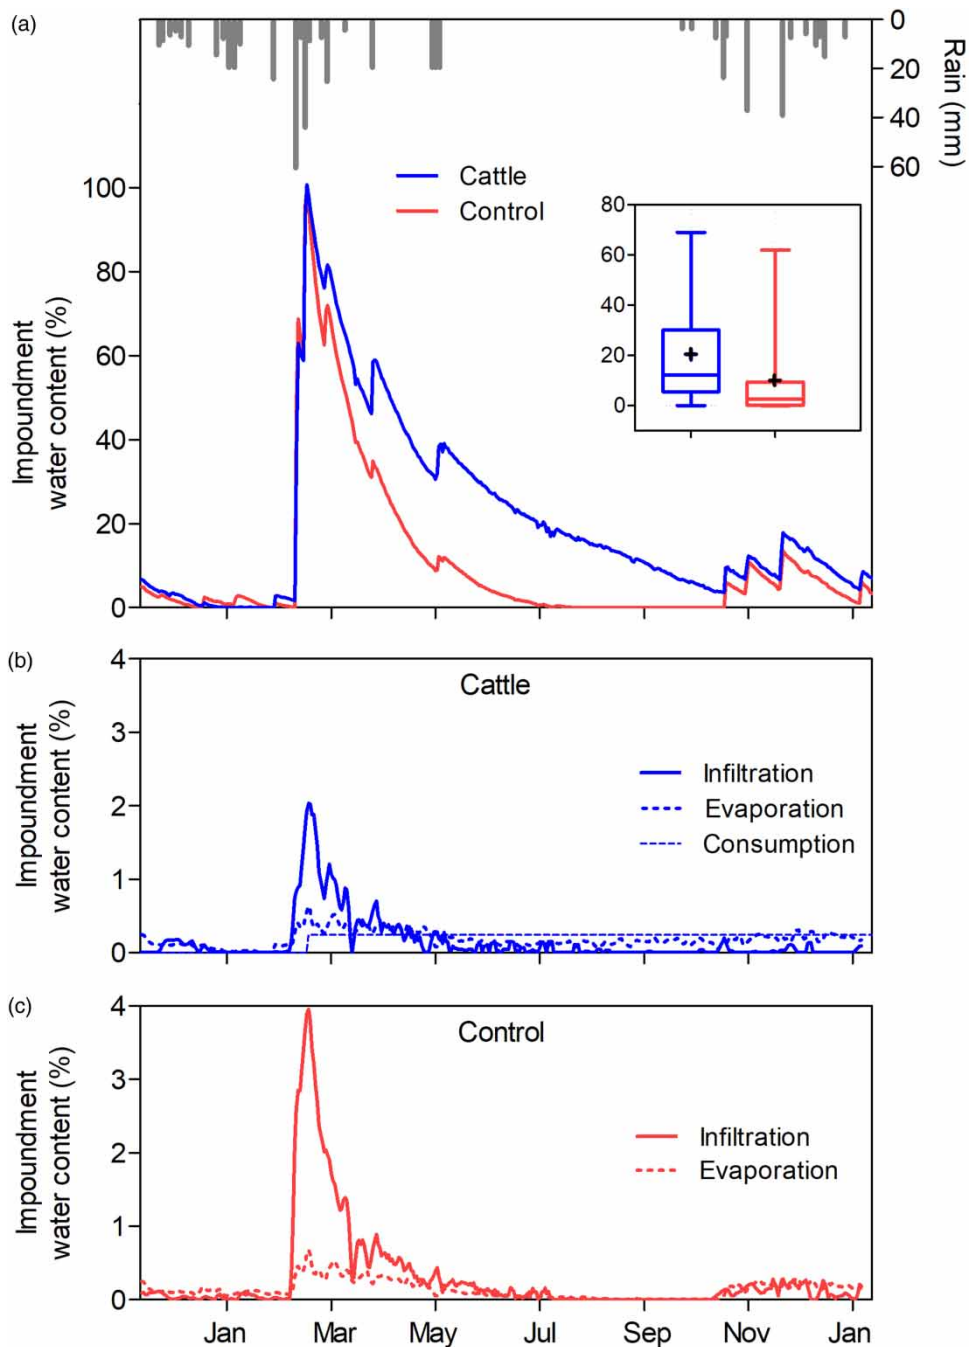 (a)
0
20
40
60
Rain (mm)
Cattle
Control
100
80
60
40
20
0
Impoundment
water content (%)
80
60
40
20
0
(b)
Cattle
4
3
2
1
0
Impoundment
water content (%)
Infiltration
Evaporation
Consumption
(c)
Control
4
3
2
1
0
Impoundment
water content (%)
Infiltration
Evaporation
Jan Mar May Jul Sep Nov Jan